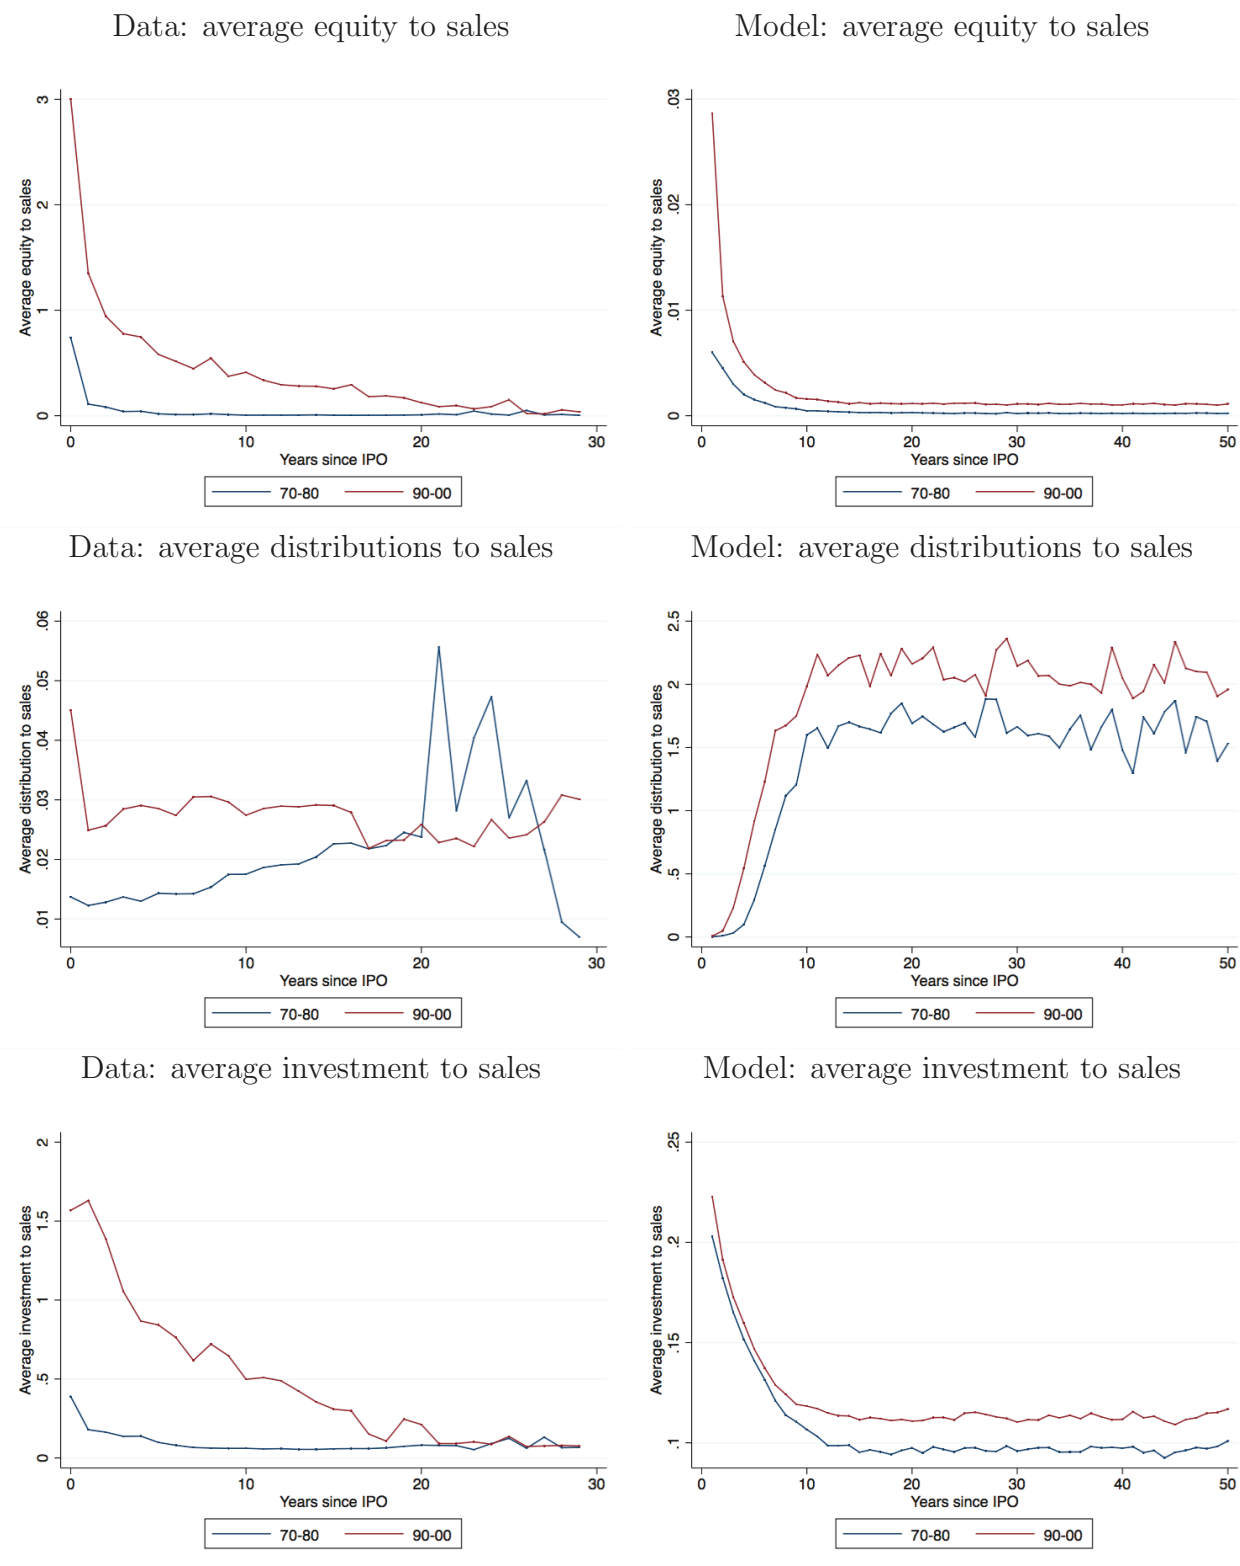 Data: average equity to sales
Model: average equity to sales
Average equity to sales
3
2
1
0
0 10 20 30
Years since IPO
70-80 90-00
Average equity to sales
.03
.02
.01
0
0 10 20 30 40 50
Years since IPO
70-80 90-00
Data: average distributions to sales
Model: average distributions to sales
Average distribution to sales
.06
.05
.04
.03
.02
.01
0 10 20 30
Years since IPO
70-80 90-00
Average distribution to sales
2.5
2
1.5
1
.5
0
0 10 20 30 40 50
Years since IPO
70-80 90-00
Data: average investment to sales
Model: average investment to sales
Average investment to sales
2
1.5
1
.5
0
0 10 20 30
Years since IPO
70-80 90-00
Average investment to sales
.25
.2
.15
.1
0 10 20 30 40 50
Years since IPO
70-80 90-00